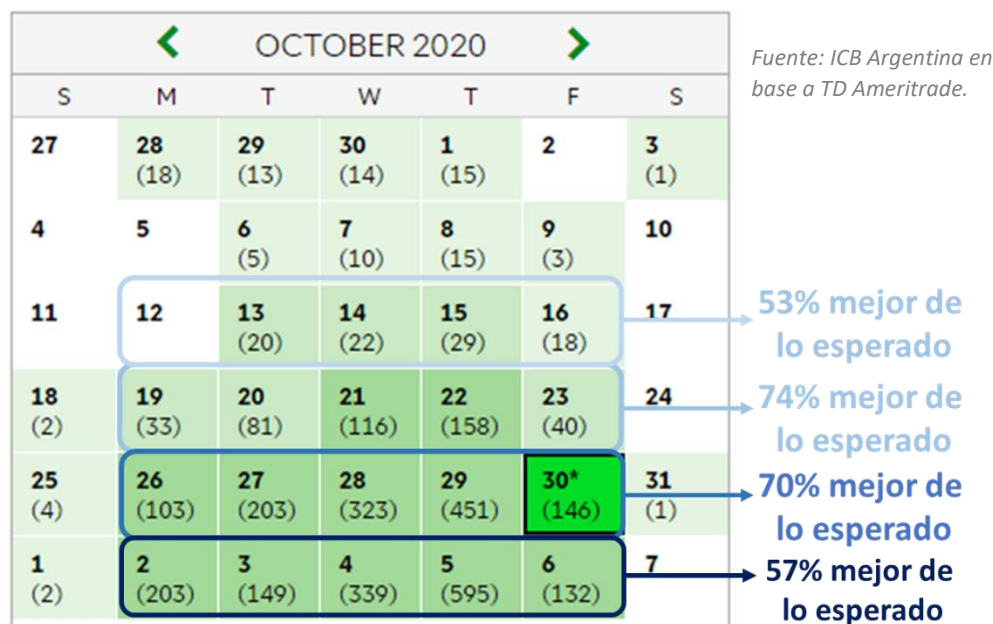 OCTOBER 2020
Fuente: ICB Argentina en
base a TD Ameritrade.
S M T W T F S
27 28 29 30 1 2 3
(18) (13) (14) (15) (1)
4 5 6 7 8 9 10
(5) (10) (15) (3)
11 12 13 14 15 16 17
(20) (22) (29) (18)
53% mejor de
lo esperado
18 19 20 21 22 23 24
(2) (33) (81) (116) (158) (40)
74% mejor de
lo esperado
25 26 27 28 29 30* 31
(4) (103) (203) (323) (451) (146) (1)
70% mejor de
lo esperado
1 2 3 4 5 6 7
(2) (203) (149) (339) (595) (132)
57% mejor de
lo esperado